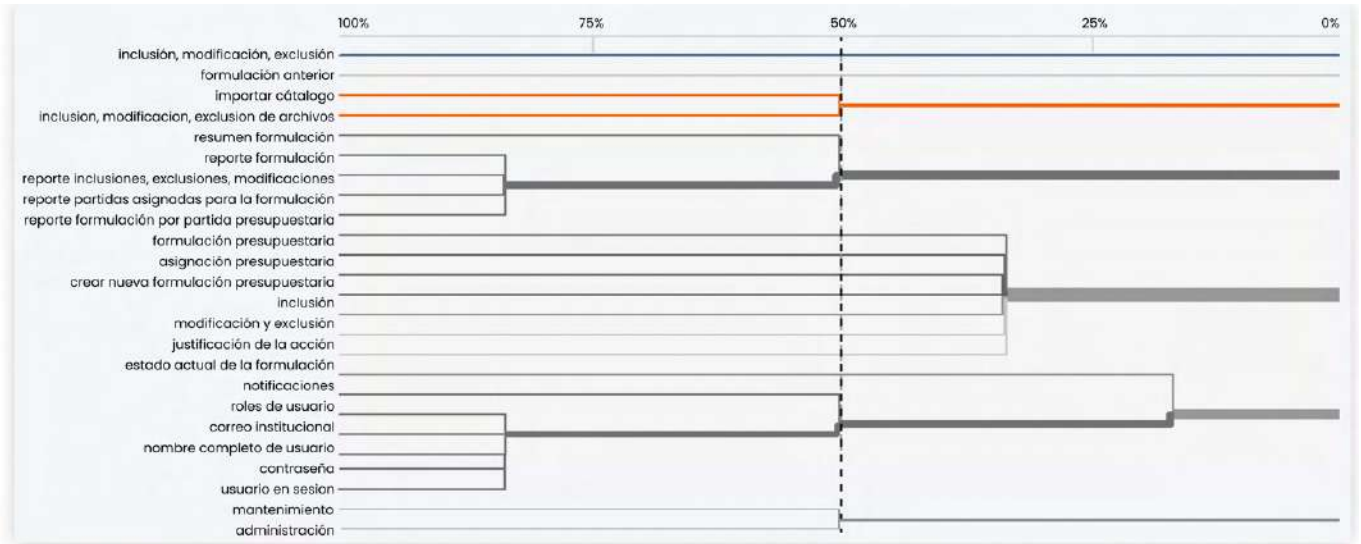 100% 75% 50% 25% 0%
inclusión, modificación, exclusión
formulación anterior
importar cátalogo
inclusion, modificacion, exclusion de archivos
resumen formulación
reporte formulación
reporte inclusiones, exclusiones, modificaciones
reporte partidas asignadas para la formulación
reporte formulación por partida presupuestaria
formulación presupuestaria
asignación presupuestaria
crear nueva formulación presupuestaria
inclusión
modificación y exclusión
justificación de la acción
estado actual de la formulación
notificaciones
roles de usuario
correo institucional
nombre completo de usuario
contraseña
usuario en sesion
mantenimiento
administración